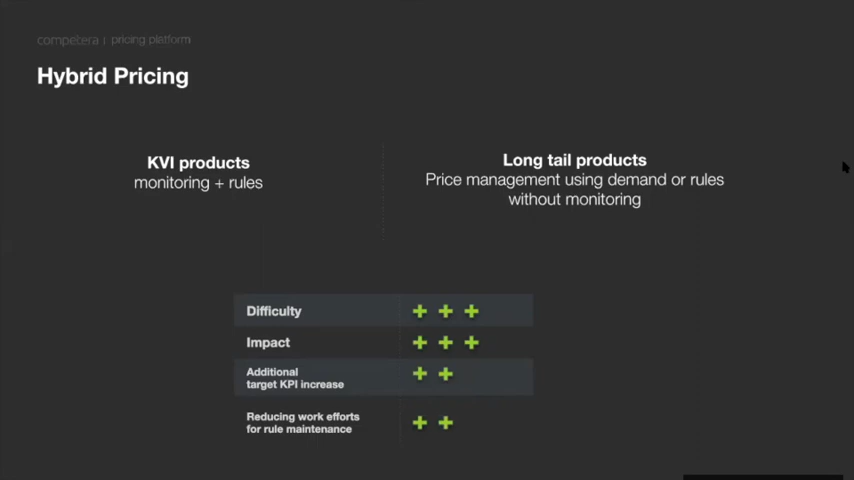 competera | pricing platform
Hybrid Pricing
KVI products
monitoring + rules
Long tail products
Price management using demand or rules
without monitoring
Difficulty + + +
Impact + + +
Additional
target KPI increase + +
Reducing work efforts
for rule maintenance + +